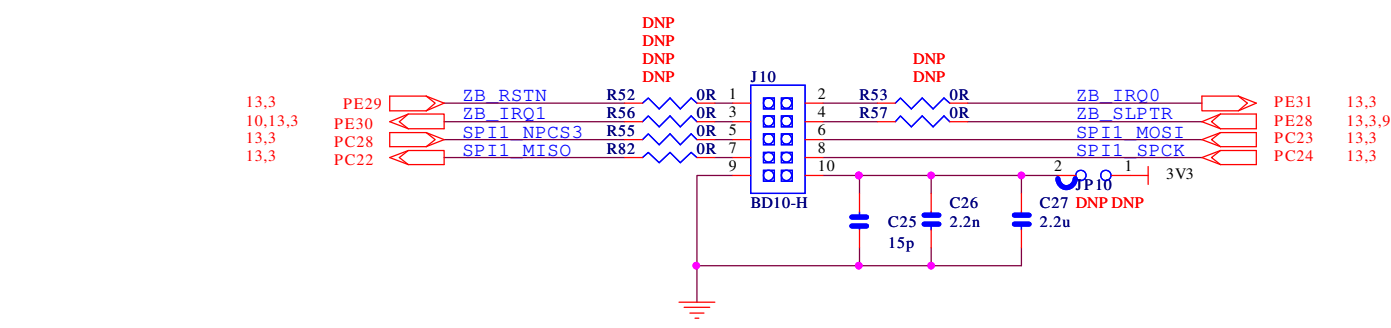 DNP
DNP
DNP DNP
DNP DNP
J10
13,3 PE29 ZB_RSTN R52 0R 1 2 R53 0R ZB_IRQ0 PE31 13,3
10,13,3 PE30 ZB_IRQ1 R56 0R 3 4 R57 0R ZB_SLPTR PE28 13,3,9
13,3 PC28 SPI1_NPCS3 R55 0R 5 6 SPI1_MOSI PC23 13,3
13,3 PC22 SPI1_MISO R82 0R 7 8 SPI1_SPCK PC24 13,3
9 10 2 1 3V3
JP10
BD10-H C26 C27 DNP DNP
C25 2.2n 2.2u
15p